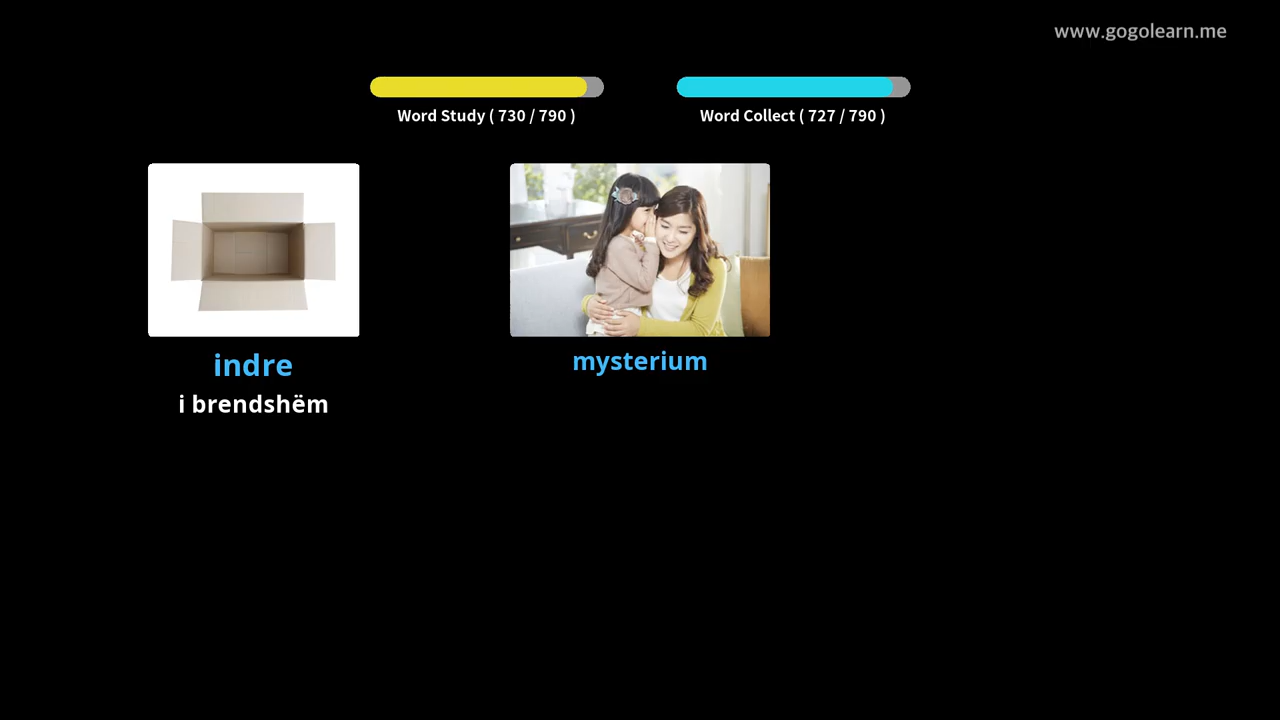 www.gogolearn.me
Word Study ( 730 / 790 )
Word Collect ( 727 / 790 )
indre
i brendshëm
mysterium